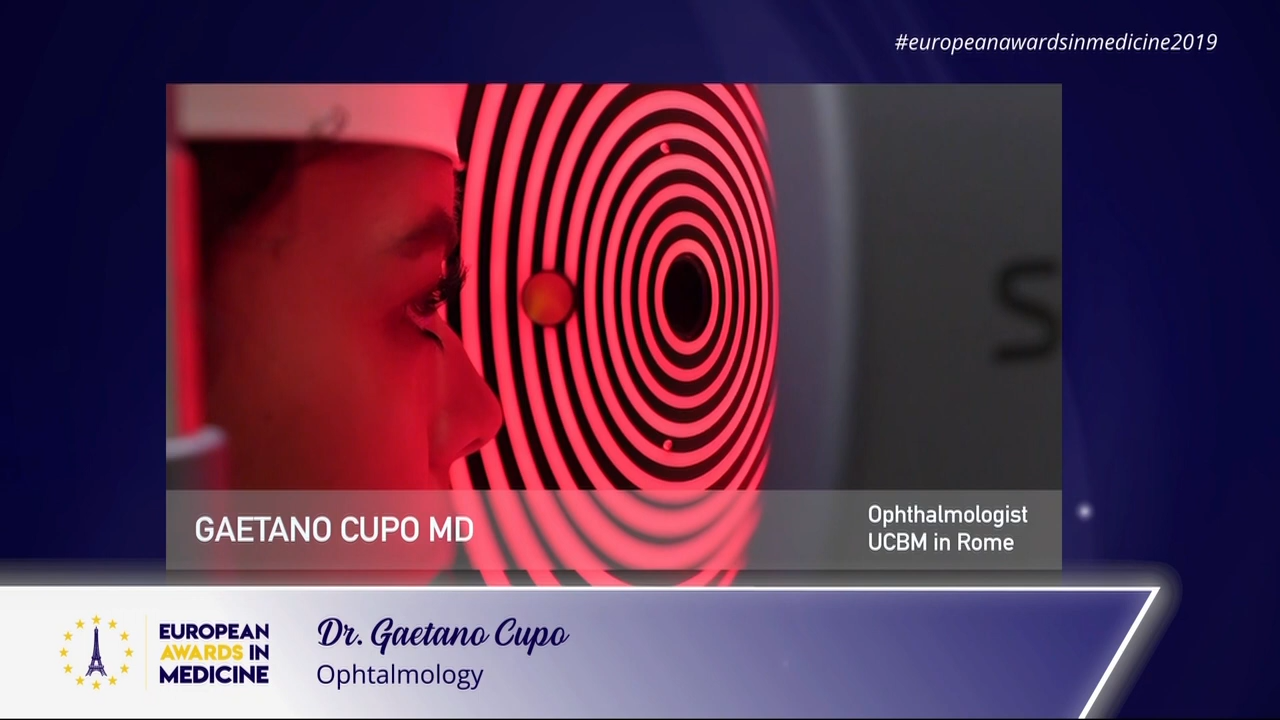 #europeanawardsinmedicine2019
S
GAETANO CUPO MD
Ophthalmologist
UCBM in Rome
EUROPEAN
AWARDS IN
MEDICINE
Dr. Gaetano Cupo
Ophtalmology